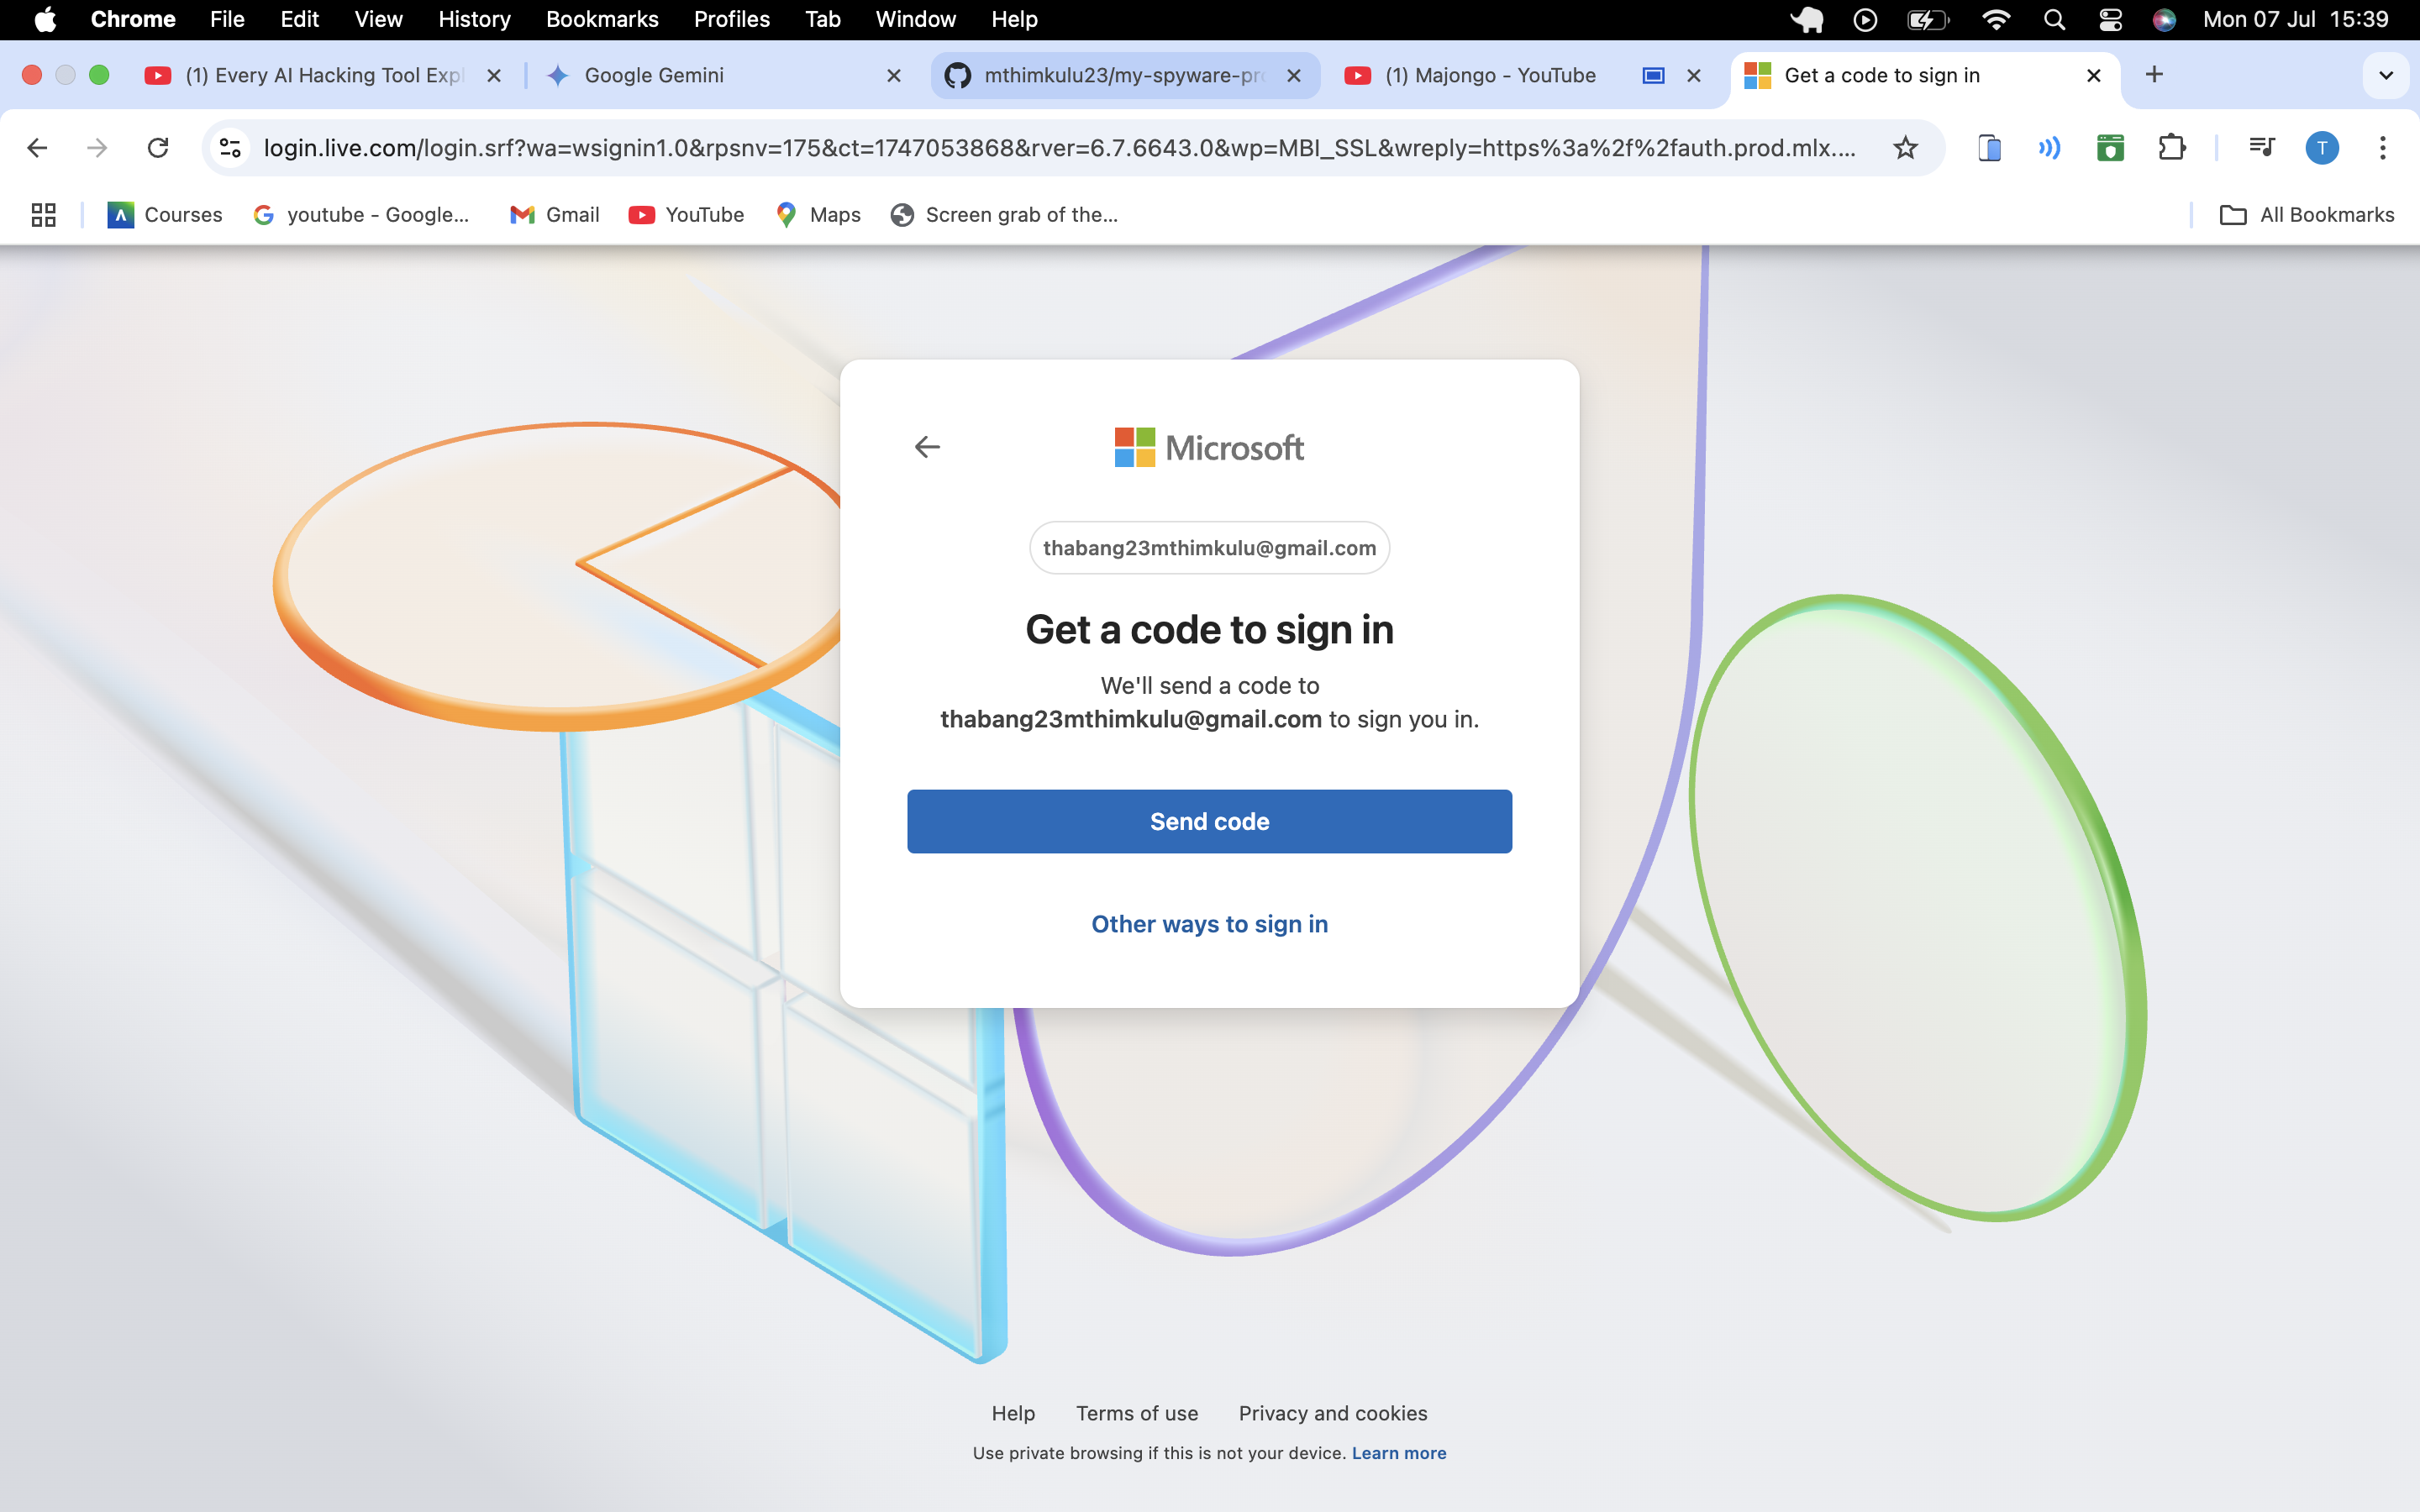 Chrome File Edit View History Bookmarks Profiles Tab Window Help Mon 07 Jul 15:39
(1) Every AI Hacking Tool Expl Google Gemini mthimkulu23/my-spyware-pro (1) Majongo - YouTube Get a code to sign in
login.live.com/login.srf?wa=wsignin1.0&rpsnv=175&ct=1747053868&rver=6.7.6643.0&wp=MBI_SSL&wreply=https%3a%2f%2fauth.prod.mlx.... T
Courses youtube - Google... Gmail YouTube Maps Screen grab of the... All Bookmarks
Microsoft
thabang23mthimkulu@gmail.com
Get a code to sign in
We'll send a code to
thabang23mthimkulu@gmail.com to sign you in.
Send code
Other ways to sign in
Help Terms of use Privacy and cookies
Use private browsing if this is not your device. Learn more